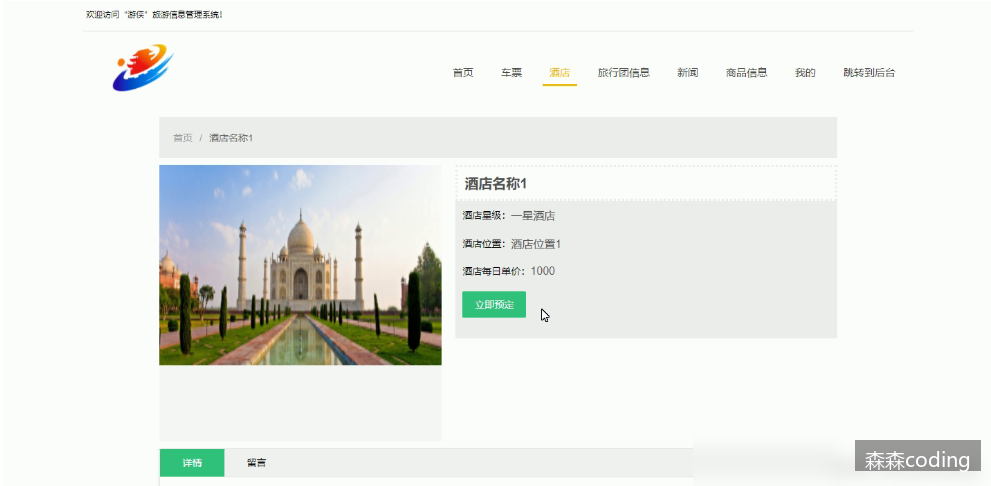 欢迎访问“游侠”旅游信息管理系统!
首页 车票 酒店 旅行团信息 新闻 商品信息 我的 跳转到后台
首页 / 酒店名称1
酒店名称1
酒店星级: 一星酒店
酒店位置: 酒店位置1
酒店每日单价: 1000
立即预定
详情 留言
森森coding